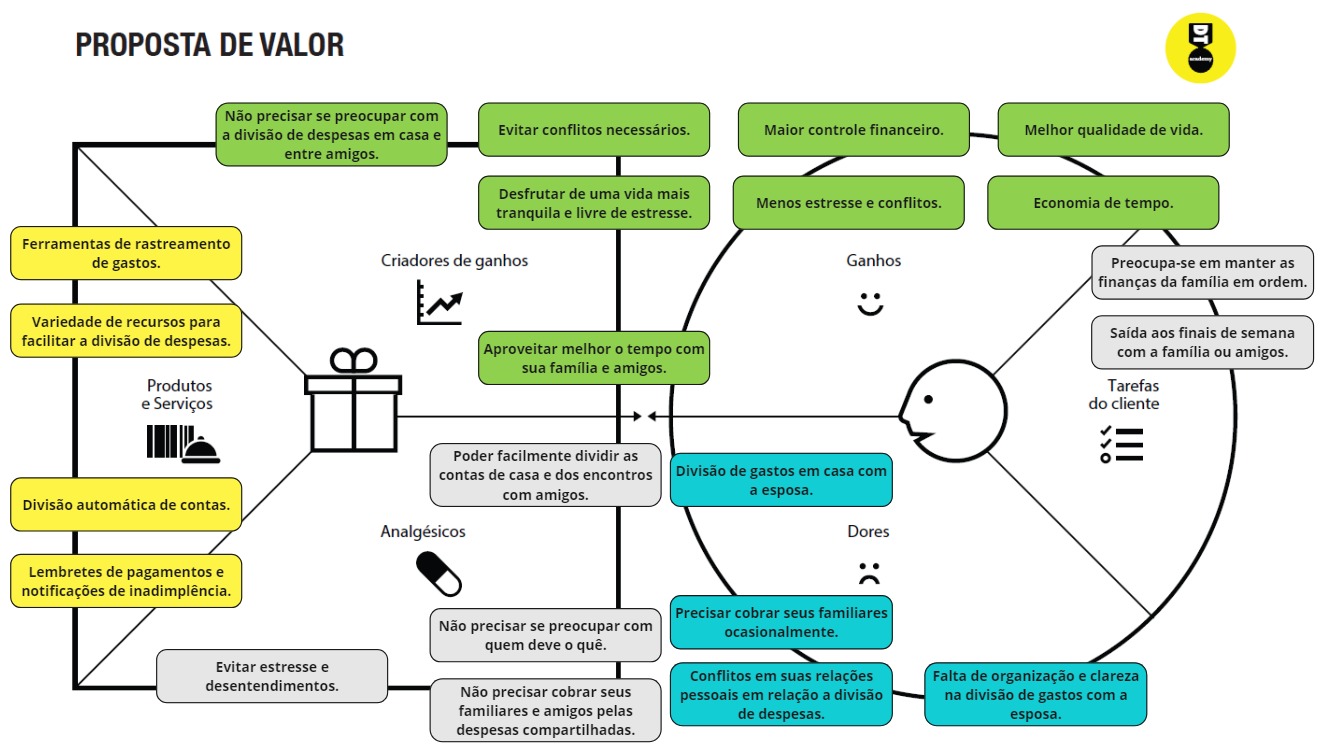 PROPOSTA DE VALOR
DT
academy
Não precisar se preocupar com
a divisão de despesas em casa e
entre amigos.
Evitar conflitos necessários.
Maior controle financeiro.
Melhor qualidade de vida.
Desfrutar de uma vida mais
tranquila e livre de estresse.
Menos estresse e conflitos.
Economia de tempo.
Ferramentas de rastreamento
de gastos.
Criadores de ganhos
Ganhos
Preocupa-se em manter as
finanças da família em ordem.
Variedade de recursos para
facilitar a divisão de despesas.
Saída aos finais de semana
com a família ou amigos.
Aproveitar melhor o tempo com
sua família e amigos.
Produtos
e Serviços
Tarefas
do cliente
Poder facilmente dividir as
contas de casa e dos encontros
com amigos.
Divisão de gastos em casa com
a esposa.
Divisão automática de contas.
Analgésicos
Dores
Lembretes de pagamentos e
notificações de inadimplência.
Precisar cobrar seus familiares
ocasionalmente.
Não precisar se preocupar com
quem deve o quê.
Evitar estresse e
desentendimentos.
Não precisar cobrar seus
familiares e amigos pelas
despesas compartilhadas.
Conflitos em suas relações
pessoais em relação a divisão
de despesas.
Falta de organização e clareza
na divisão de gastos com a
esposa.